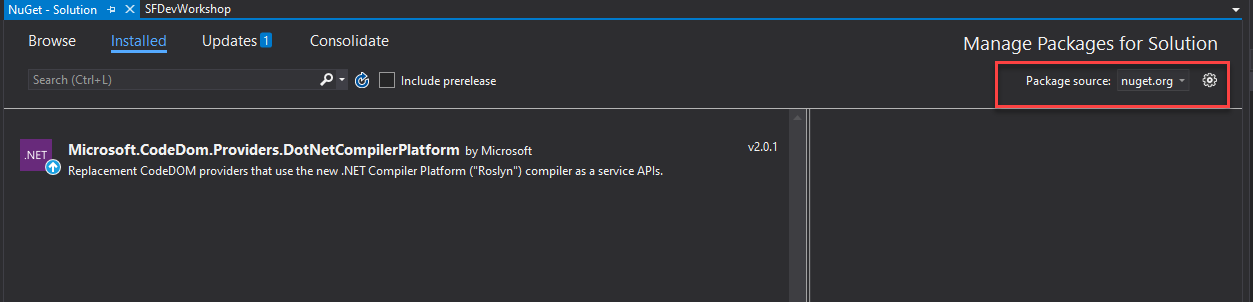 NuGet - Solution SFDevWorkshop
Browse Installed Updates 1 Consolidate
Manage Packages for Solution
Search (Ctrl+L) Include prerelease
Package source: nuget.org
.NET
Microsoft.CodeDom.Providers.DotNetCompilerPlatform by Microsoft v2.0.1
Replacement CodeDOM providers that use the new .NET Compiler Platform ("Roslyn") compiler as a service APIs.